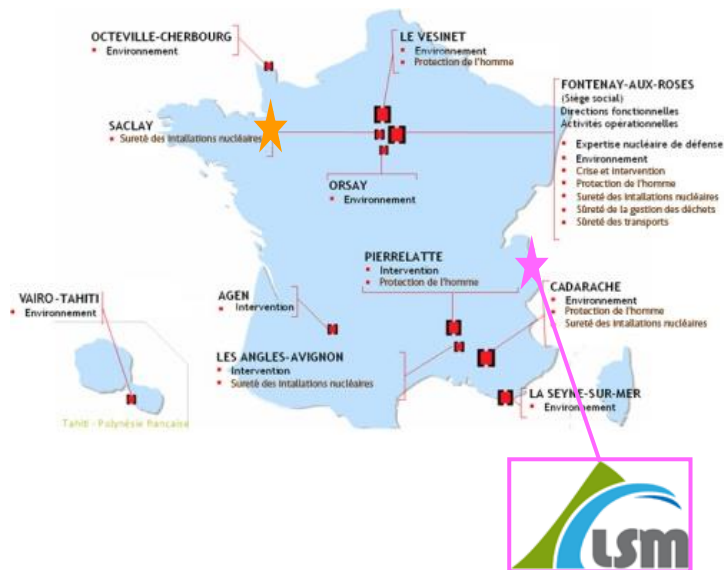 OCTEVILLE-CHERBOURG
Environnement
LE VESINET
Environnement
Protection de l'homme
FONTENAY-AUX-ROSES
(Siège social)
Directions fonctionnelles
Activités opérationnelles
Expertise nucléaire de défense
Environnement
Crise et intervention
Protection de l'homme
Sureté des intallations nucléaires
Sûreté de la gestion des déchets
Sûreté des transports
SACLAY
Sureté des intallations nucléaires
ORSAY
Environnement
PIERRELATTE
Intervention
Protection de l'homme
CADARACHE
Environnement
Protection de l'homme
Sureté des intallations nucléaires
VAIRO-TAHITI
Environnement
AGEN
Intervention
LES ANGLES-AVIGNON
Intervention
Sureté des intallations nucléaires
LA SEYNE-SUR-MER
Environnement
Tahiti - Polynésie française
LSM